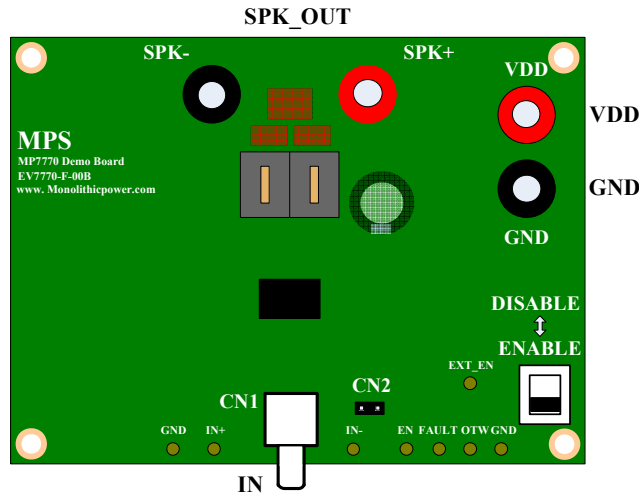 SPK_OUT
SPK-
SPK+
VDD
VDD
MPS
MP7770 Demo Board
EV7770-F-00B
www. Monolithicpower.com
GND
GND
DISABLE
ENABLE
EXT_EN
CN1
CN2
GND
IN+
IN-
EN
FAULT
OTW
GND
IN